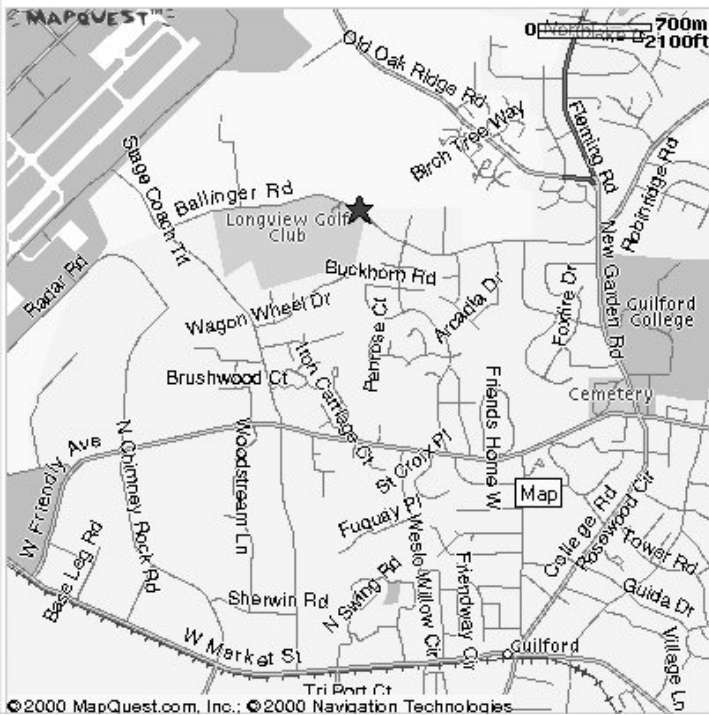 MAPQUEST™
0 700m
2100ft
Old Oak Ridge Rd
Fleming Rd
Birch Tree Way
Robinridge Rd
Stage Coach Trl
Ballinger Rd
Longview Golf
Club
New Garden Rd
Radar Rd
Buckhorn Rd
Guilford
College
Wagon Wheel Dr
Arcadia Dr
Foxfire Dr
Penrose Ct
Brushwood Ct
Iron Carriage Ct
Friends Home W
Cemetery
N Chimney Rock Rd
Woodstream Ln
W Friendly Ave
St Croix Pl
Map
College Rd
Rosewood Cir
Fuquay Pl
Weslo Willow Cir
Tower Rd
Base Leg Rd
Sherwin Rd
N Swing Rd
Friendway Cir
Guida Dr
W Market St
Guilford
Village Ln
Tri Port Ct
©2000 MapQuest.com, Inc.; ©2000 Navigation Technologies